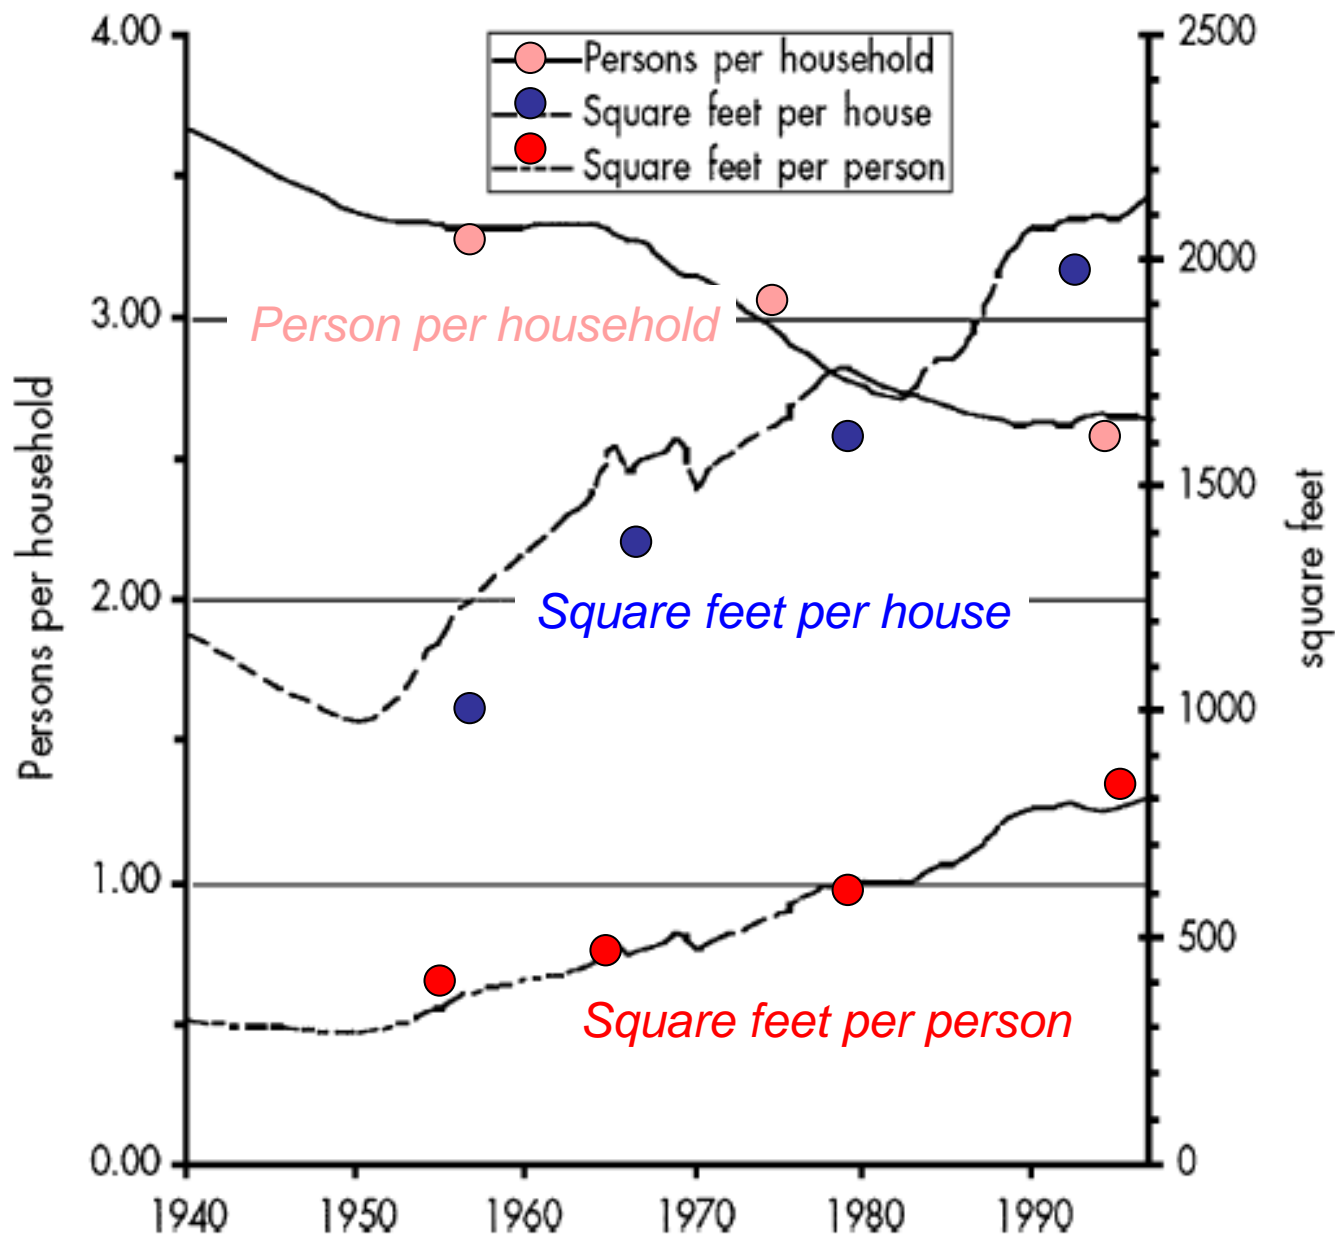 Persons per household
Square feet per house
Square feet per person
4.00
3.00
2.00
1.00
0.00
Persons per household
2500
2000
1500
1000
500
0
square feet
Person per household
Square feet per house
Square feet per person
1940 1950 1960 1970 1980 1990